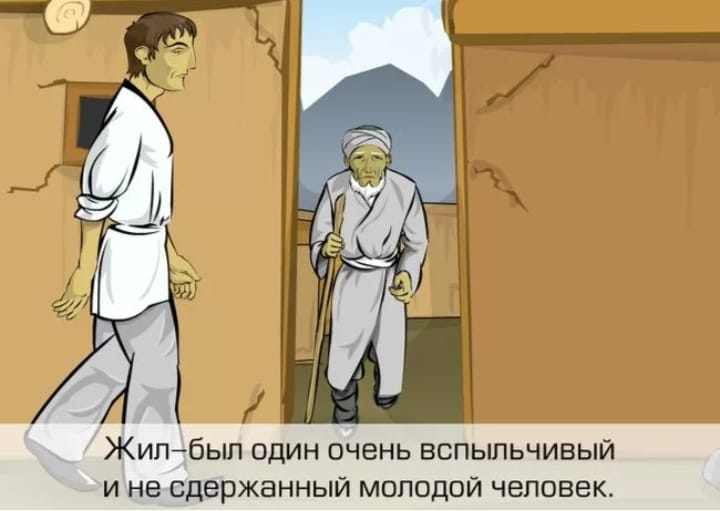 Жил-был один очень вспыльчивый
и не сдержанный молодой человек.